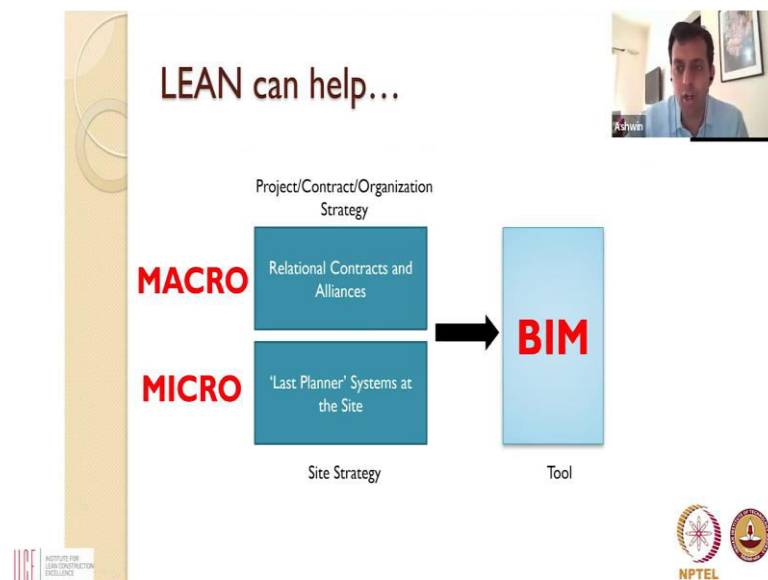 LEAN can help…
Ashwin
Project/Contract/Organization
Strategy
MACRO
Relational Contracts and
Alliances
BIM
MICRO
‘Last Planner’ Systems at
the Site
Site Strategy
Tool
INSTITUTE FOR
LEAN CONSTRUCTION
EXCELLENCE
NPTEL